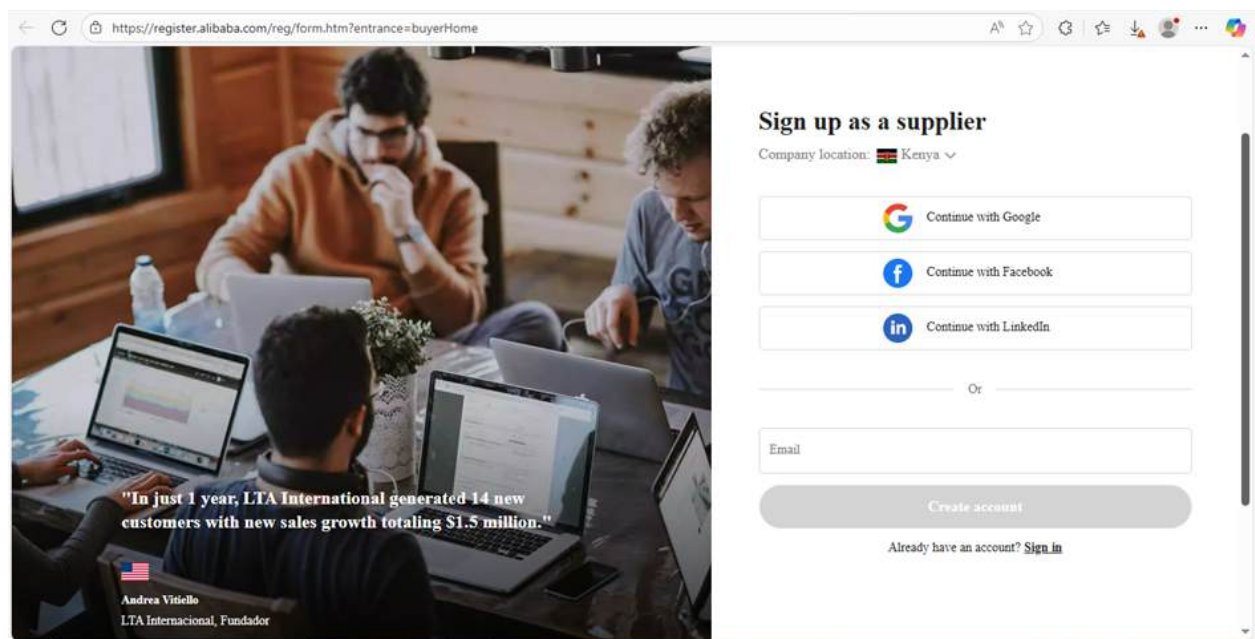 https://register.alibaba.com/reg/form.htm?entrance=buyerHome
"In just 1 year, LTA International generated 14 new
customers with new sales growth totaling $1.5 million."
Andrea Vitiello
LTA Internacional, Fundador
Sign up as a supplier
Company location: Kenya
Continue with Google
Continue with Facebook
Continue with LinkedIn
Or
Email
Create account
Already have an account? Sign in